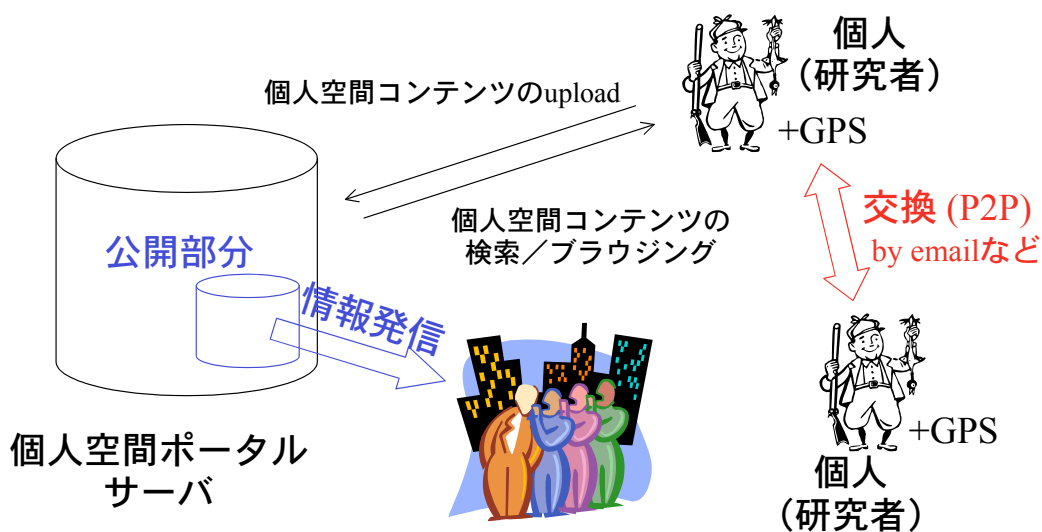 個人
（研究者）
+GPS
個人空間コンテンツのupload
個人空間コンテンツの
検索／ブラウジング
交換 (P2P)
by emailなど
公開部分
情報発信
個人空間ポータル
サーバ
+GPS
個人
（研究者）